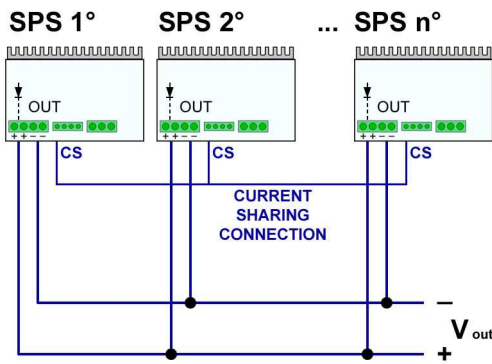 SPS 1° SPS 2° ... SPS n°
OUT OUT OUT
++-- ++-- ++--
CS CS CS
CURRENT
SHARING
CONNECTION
–
V out
+